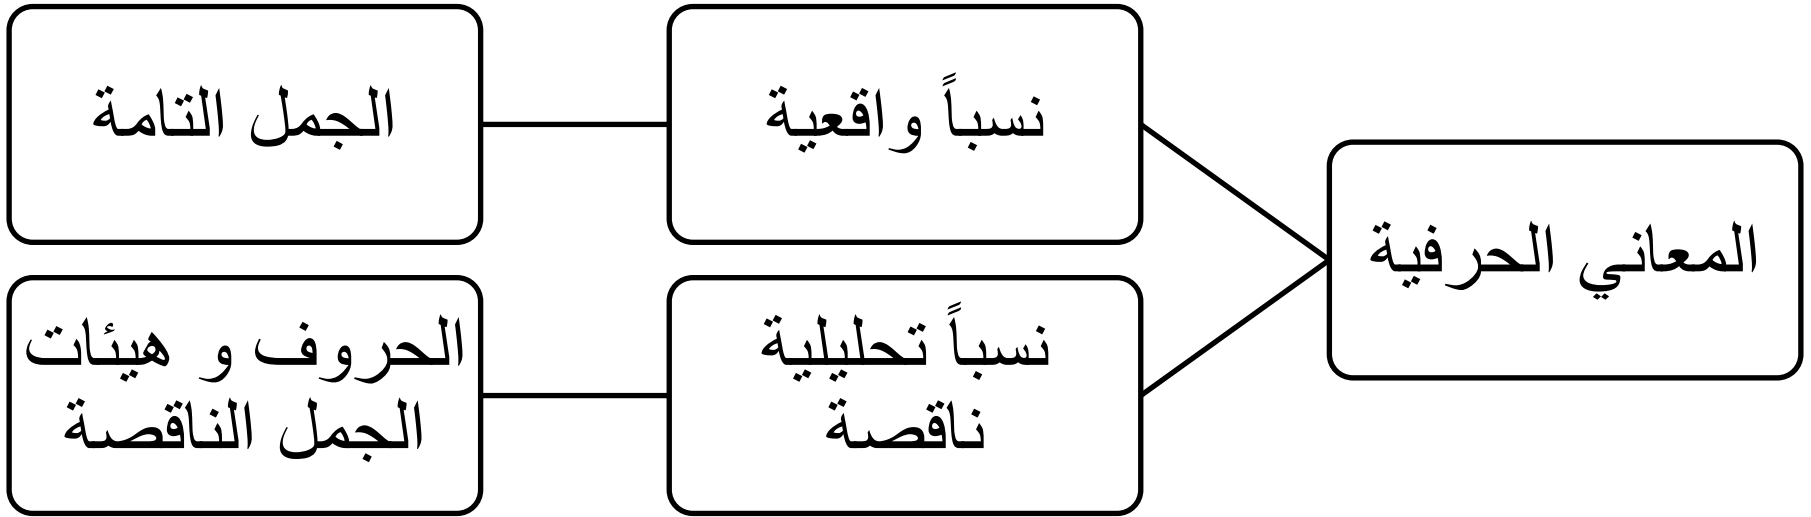 المعاني الحرفية
نسباً واقعية
الجمل التامة
نسباً تحليلية
ناقصة
الحروف و هيئات
الجمل الناقصة